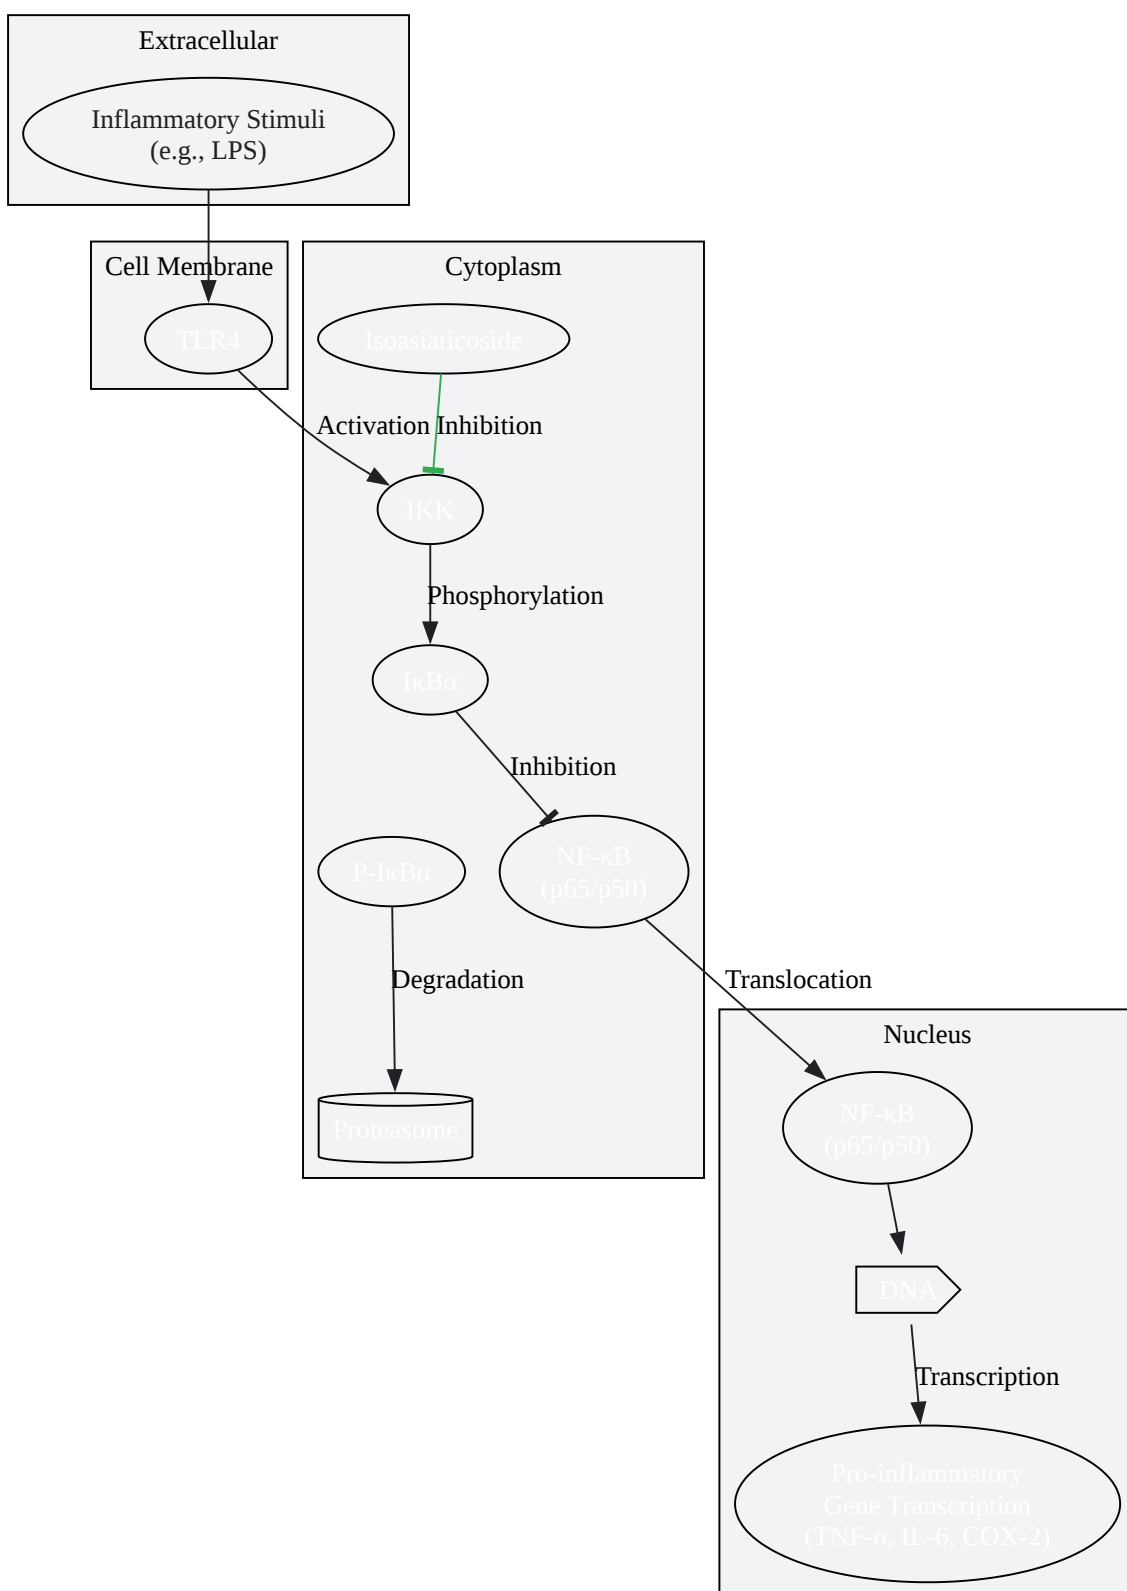 Extracellular
Inflammatory Stimuli
(e.g., LPS)
Cell Membrane
TLR4
Cytoplasm
Isoasiaticoside
Activation
Inhibition
IKK
Phosphorylation
IκBα
Inhibition
NF-κB
(p65/p50)
P-IκBα
Degradation
Proteasome
Translocation
Nucleus
NF-κB
(p65/p50)
DNA
Transcription
Pro-inflammatory
Gene Transcription
(TNF-α, IL-6, COX-2)